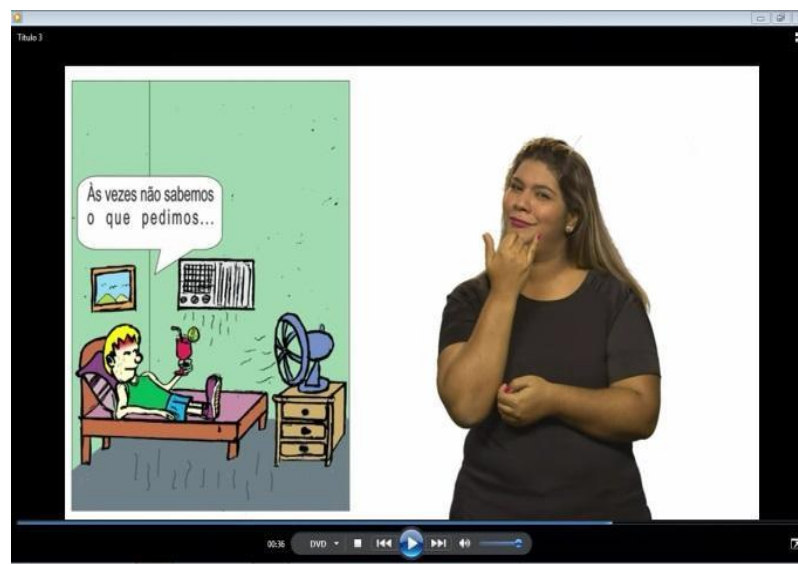 Título 3
Às vezes não sabemos
o que pedimos...
00:36
DVD